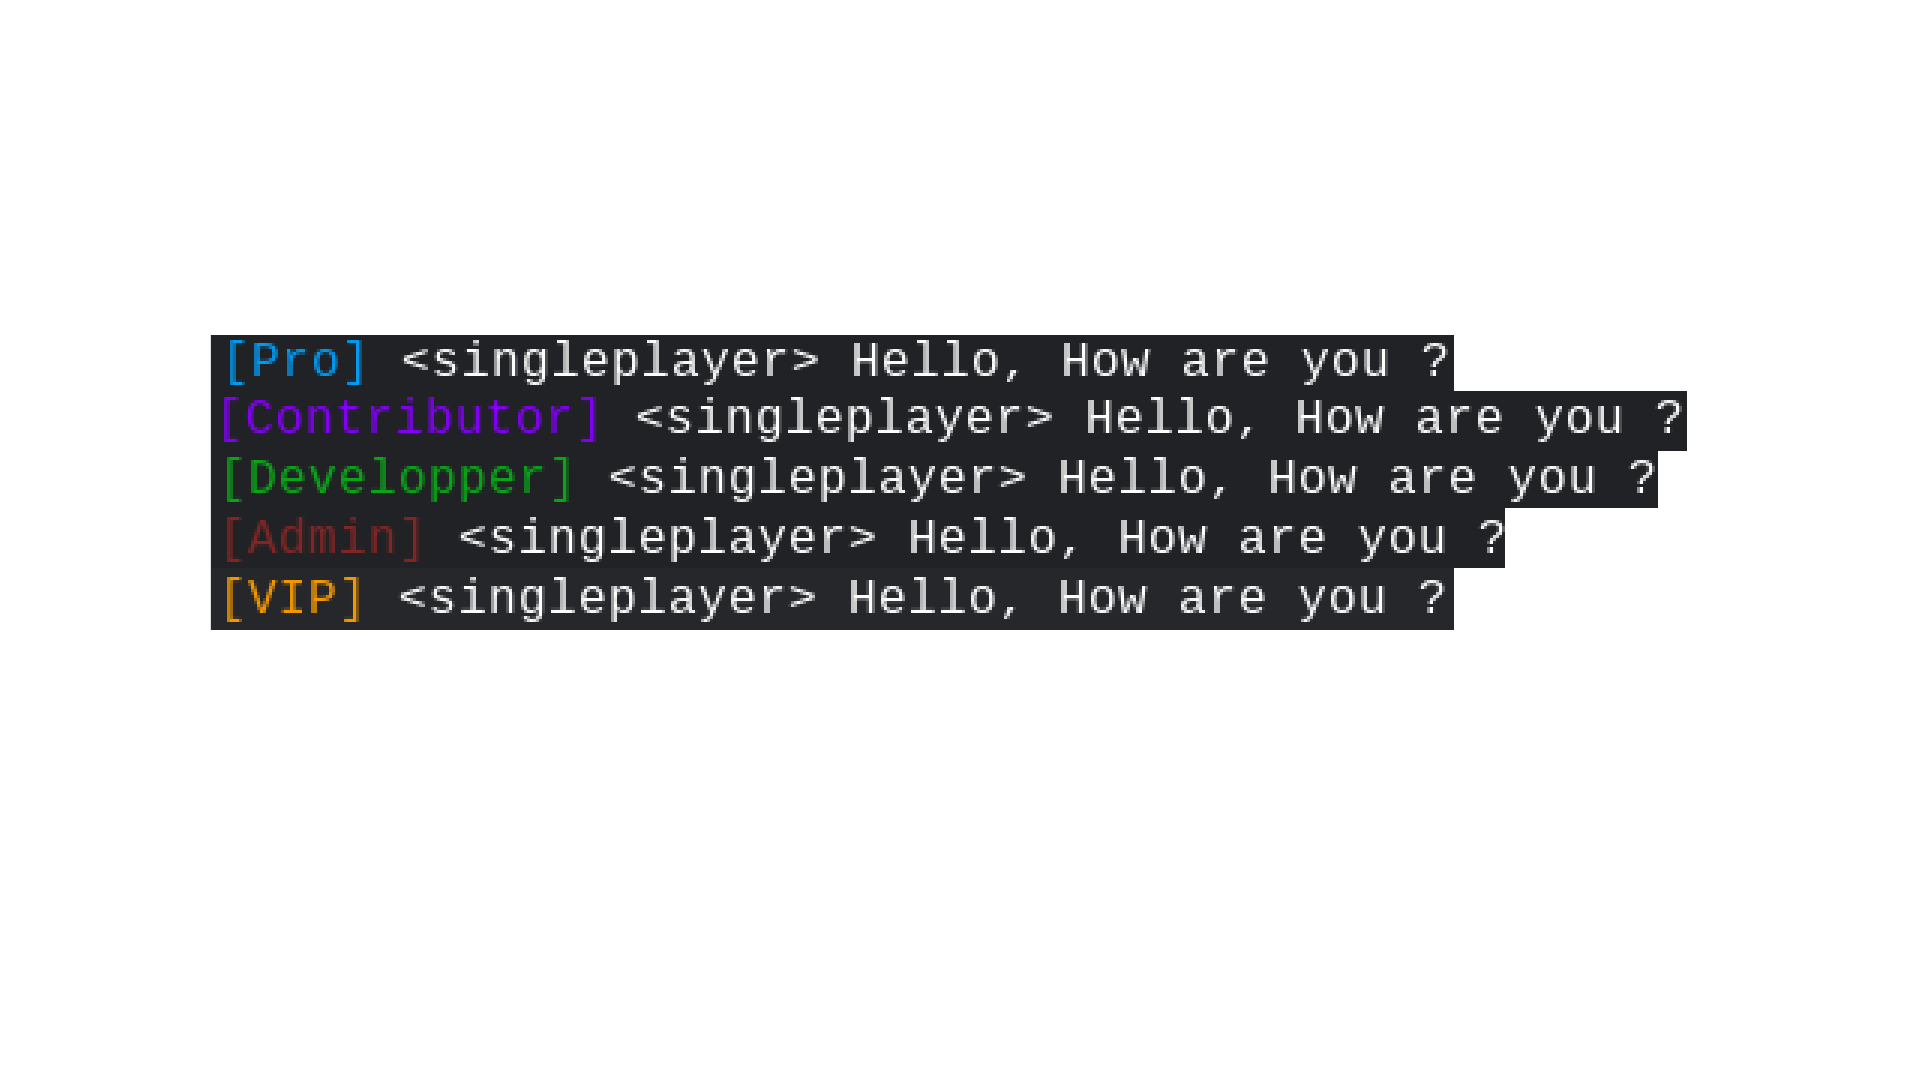 [Pro] <singleplayer> Hello, How are you ?
[Contributor] <singleplayer> Hello, How are you ?
[Developper] <singleplayer> Hello, How are you ?
[Admin] <singleplayer> Hello, How are you ?
[VIP] <singleplayer> Hello, How are you ?